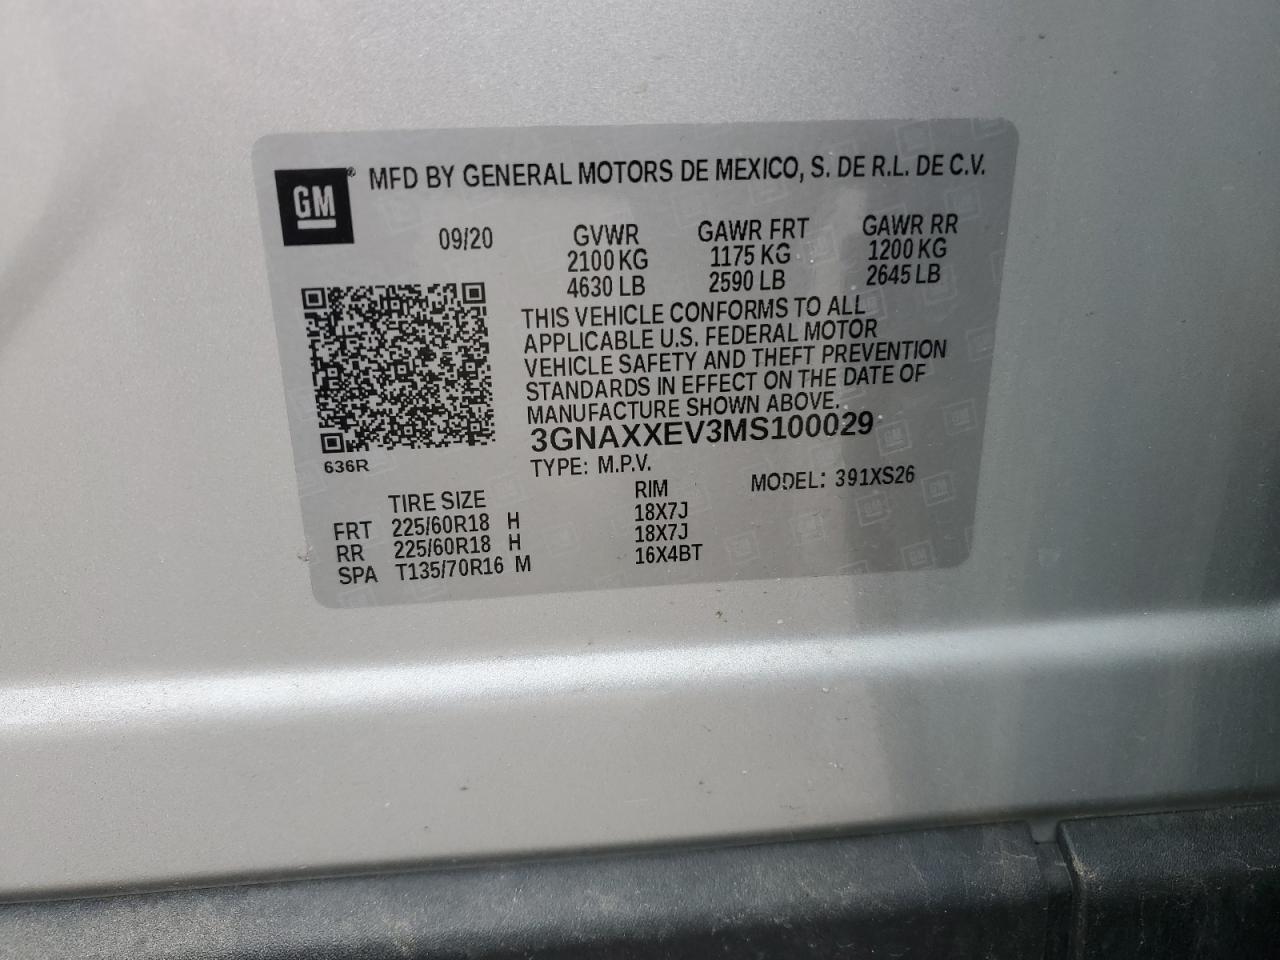 GM®
MFD BY GENERAL MOTORS DE MEXICO, S. DE R.L. DE C.V.
09/20 GVWR GAWR FRT GAWR RR
2100 KG 1175 KG 1200 KG
4630 LB 2590 LB 2645 LB
THIS VEHICLE CONFORMS TO ALL
APPLICABLE U.S. FEDERAL MOTOR
VEHICLE SAFETY AND THEFT PREVENTION
STANDARDS IN EFFECT ON THE DATE OF
MANUFACTURE SHOWN ABOVE.
3GNAXXEV3MS100029
636R
TYPE: M.P.V. MODEL: 391XS26
TIRE SIZE RIM
FRT 225/60R18 H 18X7J
RR 225/60R18 H 18X7J
SPA T135/70R16 M 16X4BT